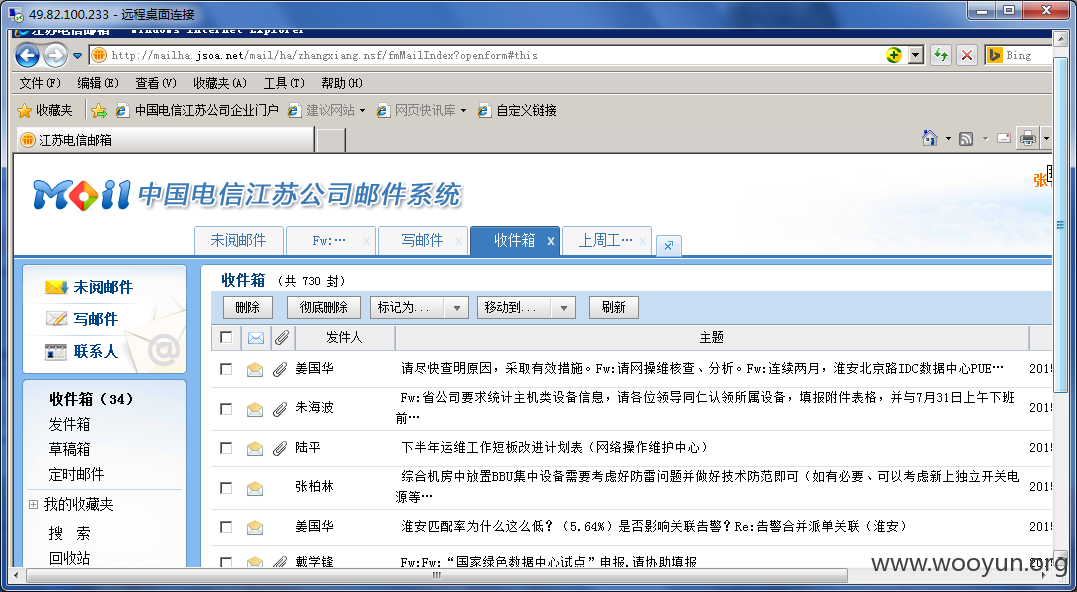 49.82.100.233 - 远程桌面连接
江苏电信邮箱 - Windows Internet Explorer
http://mailha.jsoa.net/mail/ha/zhangxiang.nsf/fmMailIndex?openform#this
Bing
文件(F) 编辑(E) 查看(V) 收藏夹(A) 工具(T) 帮助(H)
收藏夹 中国电信江苏公司企业门户 建议网站 网页快讯库 自定义链接
江苏电信邮箱
Mail 中国电信江苏公司邮件系统
张
未阅邮件 Fw:… x 写邮件 x 收件箱 x 上周工… x
未阅邮件
写邮件
联系人
收件箱（34）
发件箱
草稿箱
定时邮件
我的收藏夹
搜 索
回收站
收件箱 （共 730 封）
删除 彻底删除 标记为... 移动到... 刷新
发件人 主题
姜国华 请尽快查明原因，采取有效措施。Fw:请网操维核查、分析。Fw:连续两月，淮安北京路IDC数据中心PUE… 201
朱海波 Fw:省公司要求统计主机类设备信息，请各位领导同仁认领所属设备，填报附件表格，并与7月31日上午下班
前… 201
陆平 下半年运维工作短板改进计划表（网络操作维护中心） 201
张柏林 综合机房中放置BBU集中设备需要考虑好防雷问题并做好技术防范即可（如有必要、可以考虑新上独立开关电
源等… 201
姜国华 淮安匹配率为什么这么低？（5.64%）是否影响关联告警？Re:告警合并派单关联（淮安） 201
戴学锋 Fw:Fw:“国家绿色数据中心试点”申报,请协助填报 201
www.wooyun.org